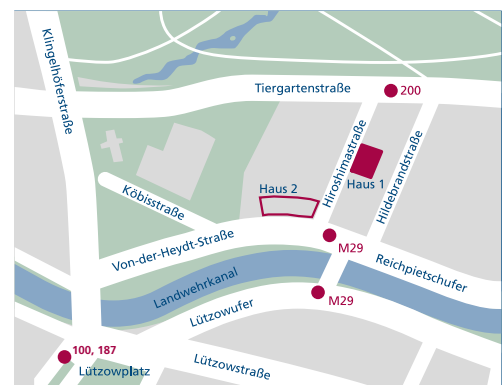 Klingelhöferstraße
Tiergartenstraße
200
Hiroshimastraße
Haus 1
Hildebrandstraße
Köbisstraße
Haus 2
Von-der-Heydt-Straße
M29
Reichpietschufer
Landwehrkanal
M29
Lützowufer
100, 187
Lützowplatz
Lützowstraße